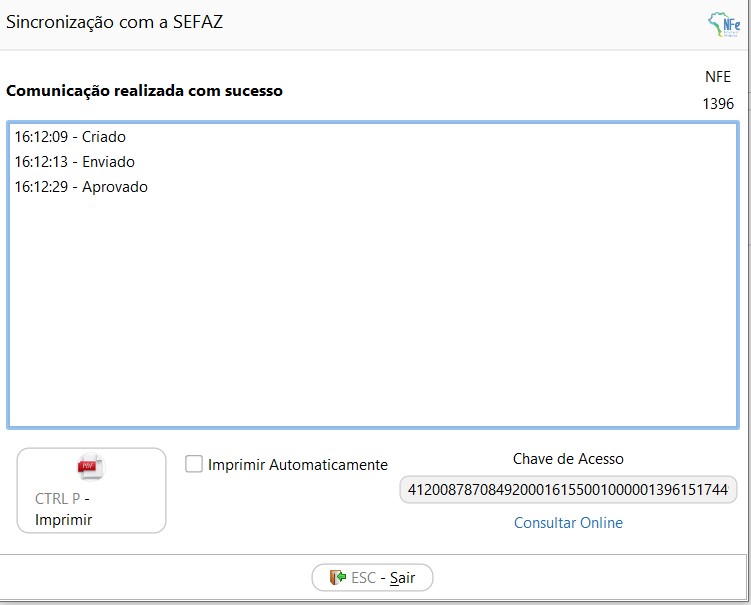 Sincronização com a SEFAZ
NFe
NFE
Comunicação realizada com sucesso
1396
16:12:09 - Criado
16:12:13 - Enviado
16:12:29 - Aprovado
PDF
CTRL P -
Imprimir
Imprimir Automaticamente
Chave de Acesso
4120087870849200016155001000001396151744
Consultar Online
ESC - Sair